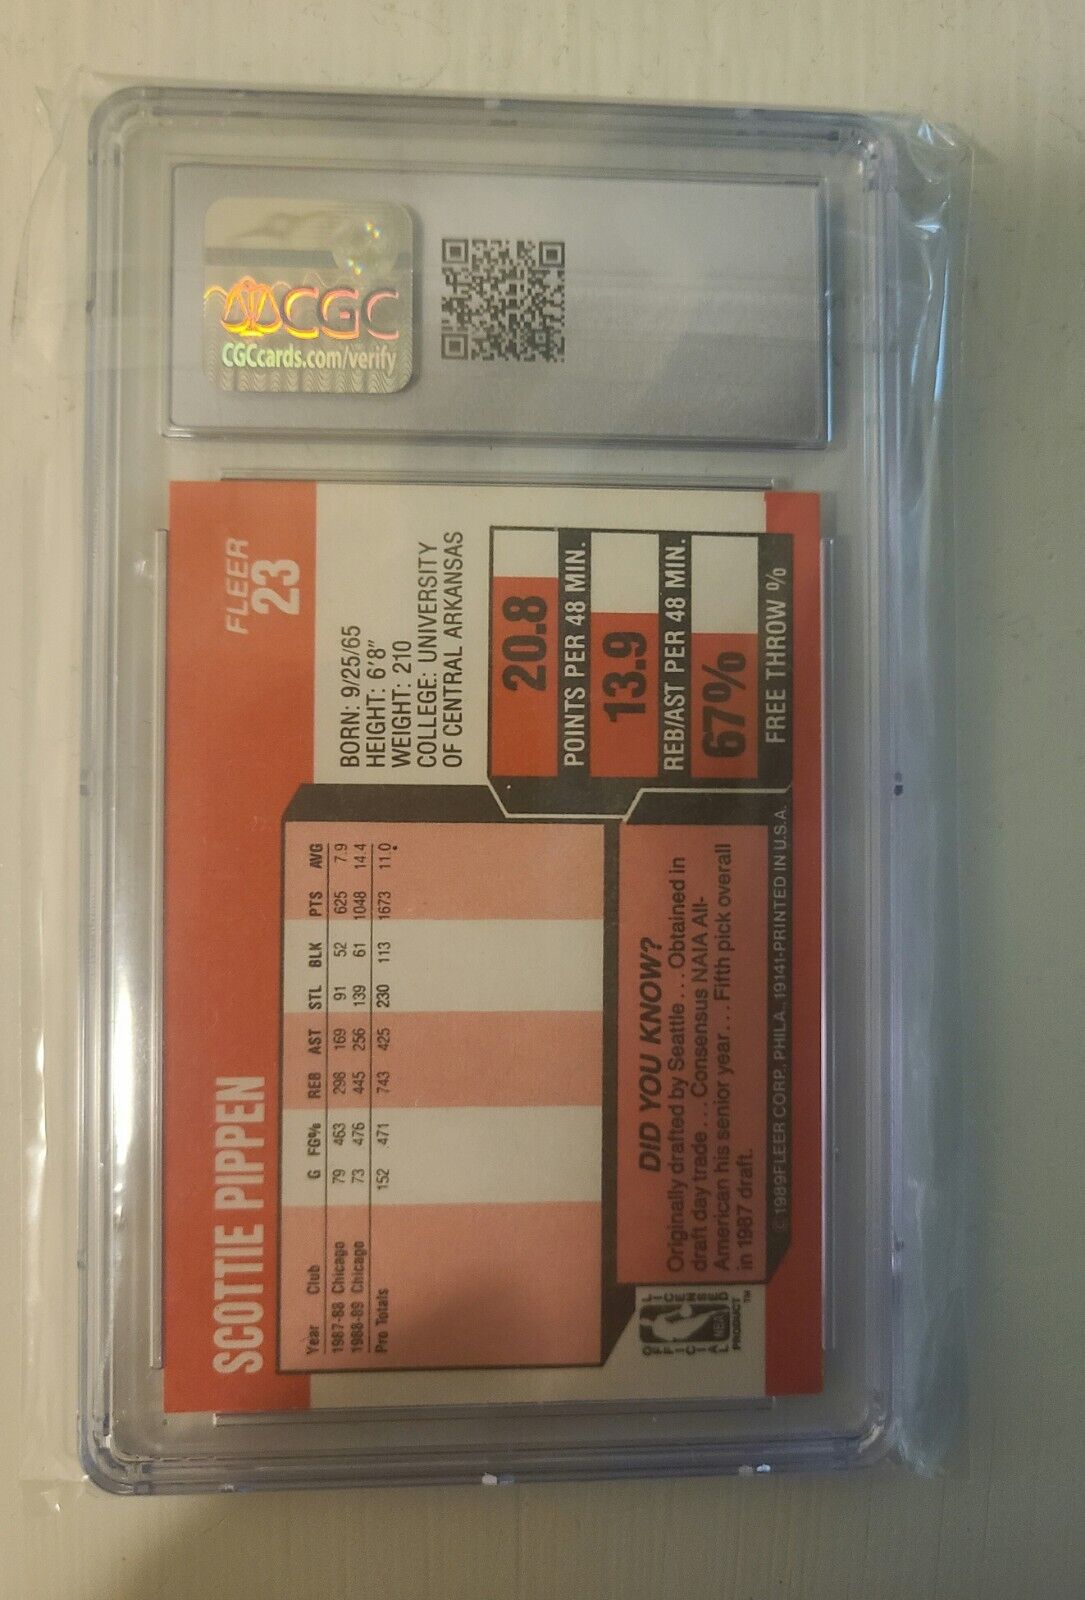 CGC
CGCcards.com/verify
SCOTTIE PIPPEN
FLEER
23
Year Club G FG% REB AST STL BLK PTS AVG
1987-88 Chicago 79 .463 298 169 91 52 625 7.9
1988-89 Chicago 73 .476 445 256 139 61 1048 14.4
Pro Totals 152 .471 743 425 230 113 1673 11.0
BORN: 9/25/65
HEIGHT: 6'8"
WEIGHT: 210
COLLEGE: UNIVERSITY
OF CENTRAL ARKANSAS
20.8
POINTS PER 48 MIN.
13.9
REB/AST PER 48 MIN.
67%
FREE THROW %
DID YOU KNOW?
Originally drafted by Seattle...Obtained in
draft day trade...Consensus NAIA All-
American his senior year...Fifth pick overall
in 1987 draft.
OFFICIAL
LICENSED
NBA
PRODUCT™
©1989 FLEER CORP., PHILA., 19141-PRINTED IN U.S.A.